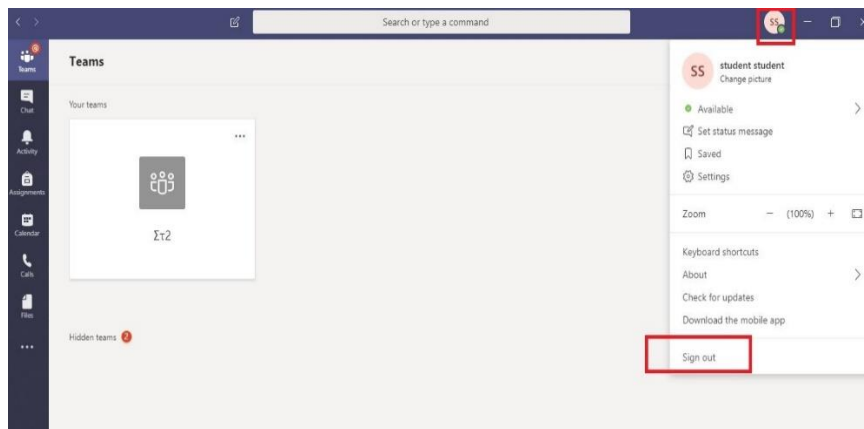 Search or type a command
SS
Teams
Chat
Activity
Assignments
Calendar
Calls
Files
Teams
Your teams
Στ2
Hidden teams 2
SS
student student
Change picture
Available
Set status message
Saved
Settings
Zoom - (100%) +
Keyboard shortcuts
About
Check for updates
Download the mobile app
Sign out